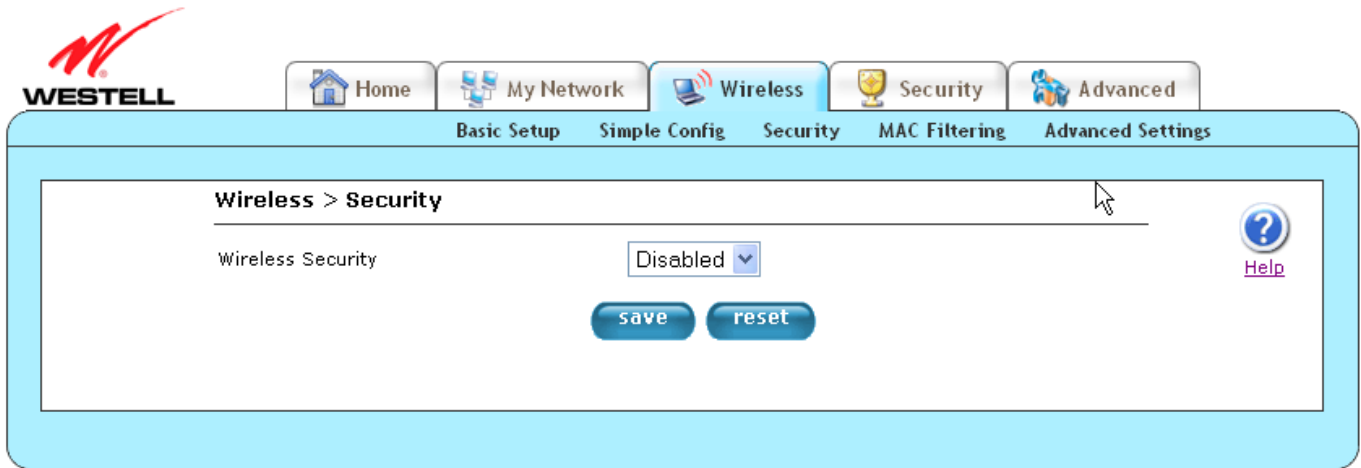 WESTELL
Home My Network Wireless Security Advanced
Basic Setup Simple Config Security MAC Filtering Advanced Settings
Wireless > Security
Wireless Security Disabled
Help
save reset